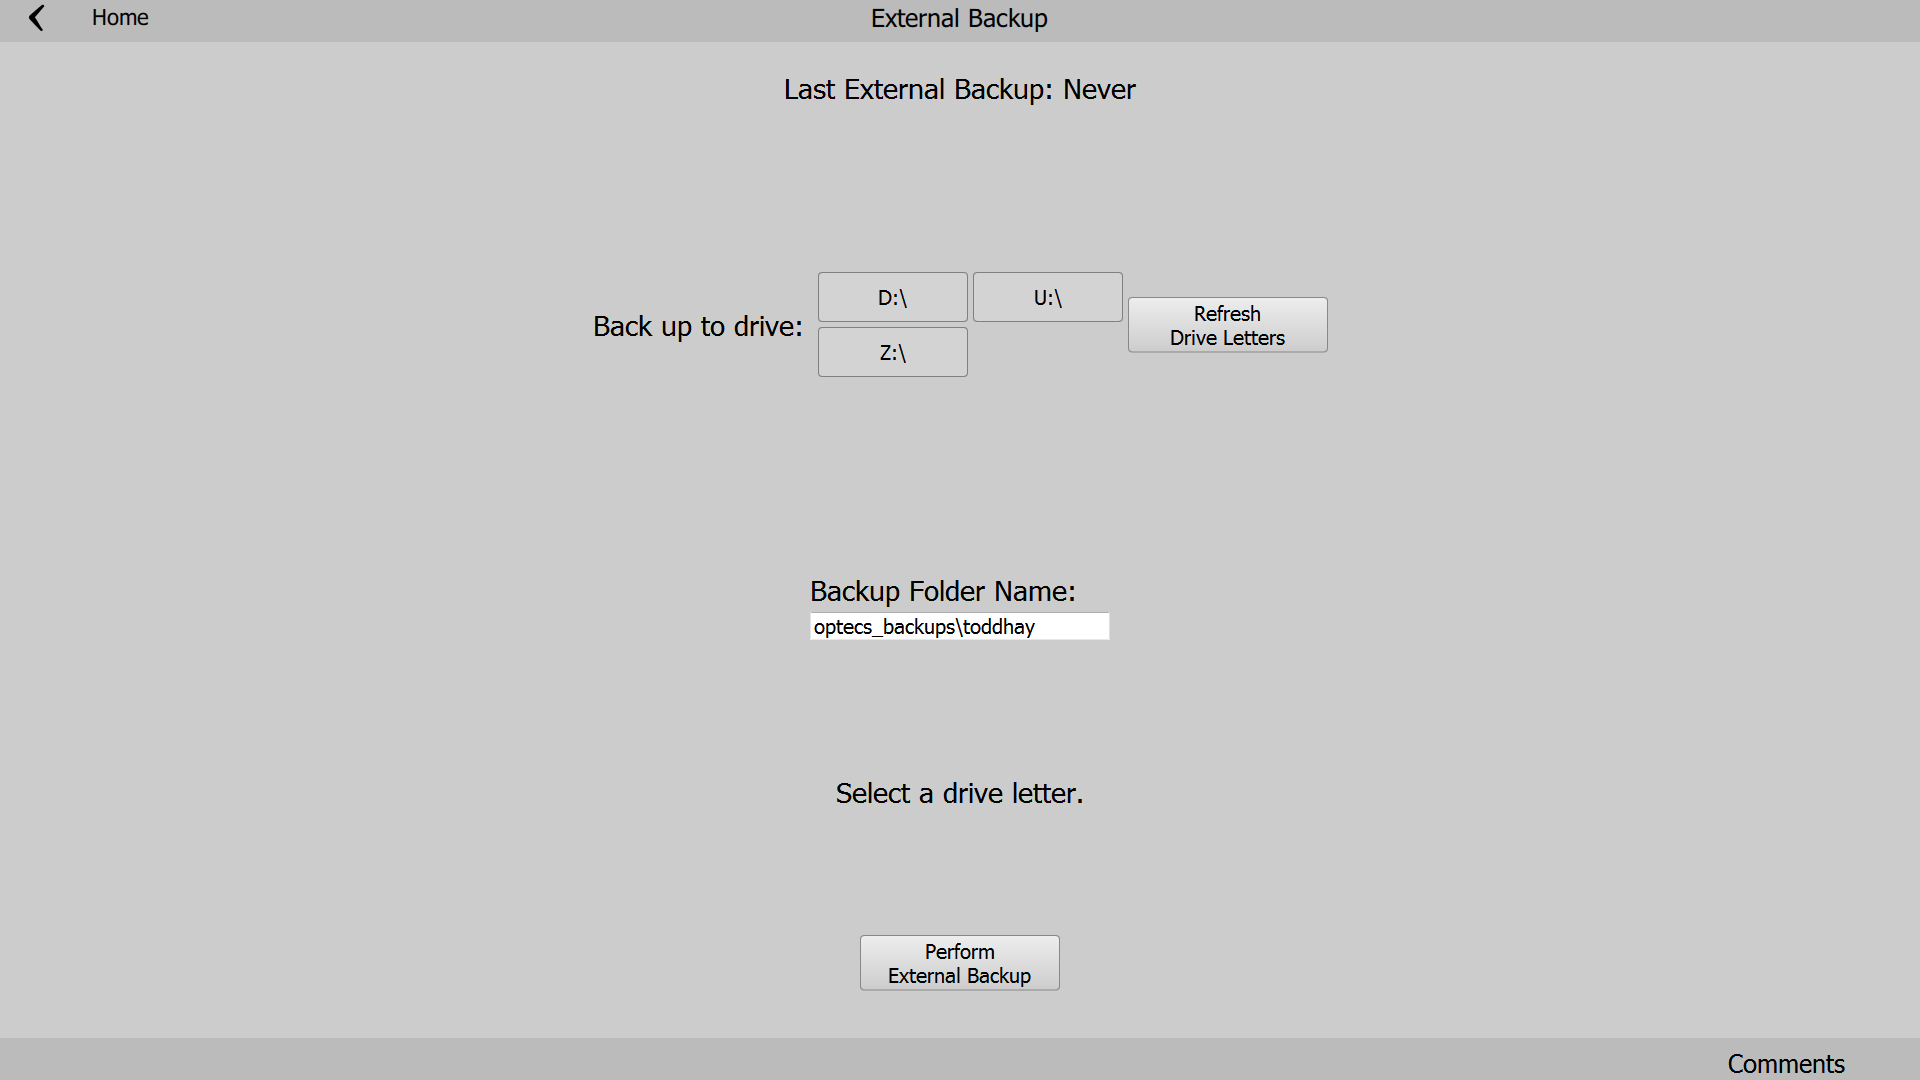 Home
External Backup
Last External Backup: Never
Back up to drive:
D:\
U:\
Z:\
Refresh
Drive Letters
Backup Folder Name:
optecs_backups\toddhay
Select a drive letter.
Perform
External Backup
Comments